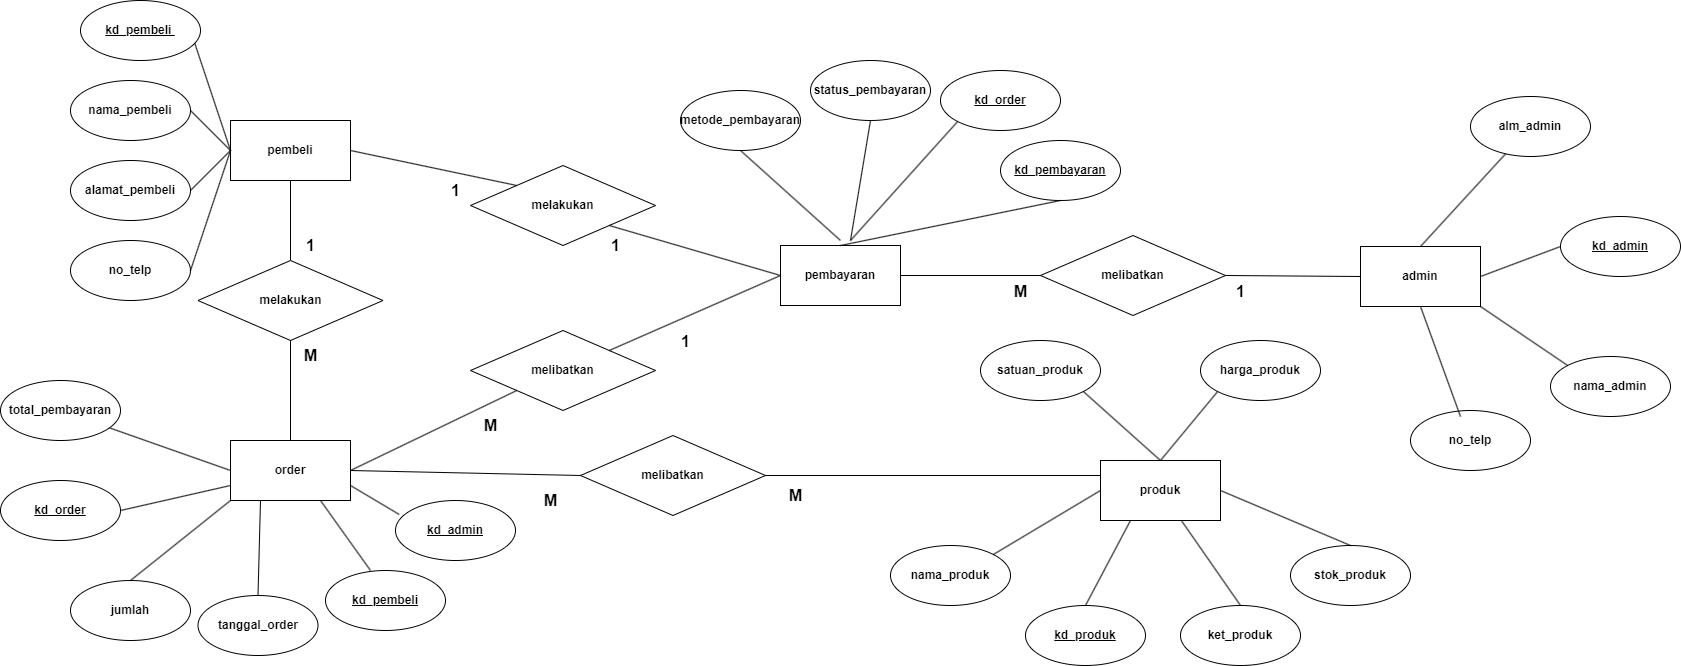 kd_pembeli
nama_pembeli
alamat_pembeli
no_telp
pembeli
1
melakukan
1
1
melakukan
M
metode_pembayaran
status_pembayaran
kd_order
kd_pembayaran
pembayaran
M
melibatkan
1
admin
alm_admin
kd_admin
nama_admin
no_telp
1
melibatkan
M
total_pembayaran
kd_order
jumlah
tanggal_order
kd_pembeli
kd_admin
order
M
melibatkan
M
satuan_produk
harga_produk
produk
nama_produk
kd_produk
ket_produk
stok_produk